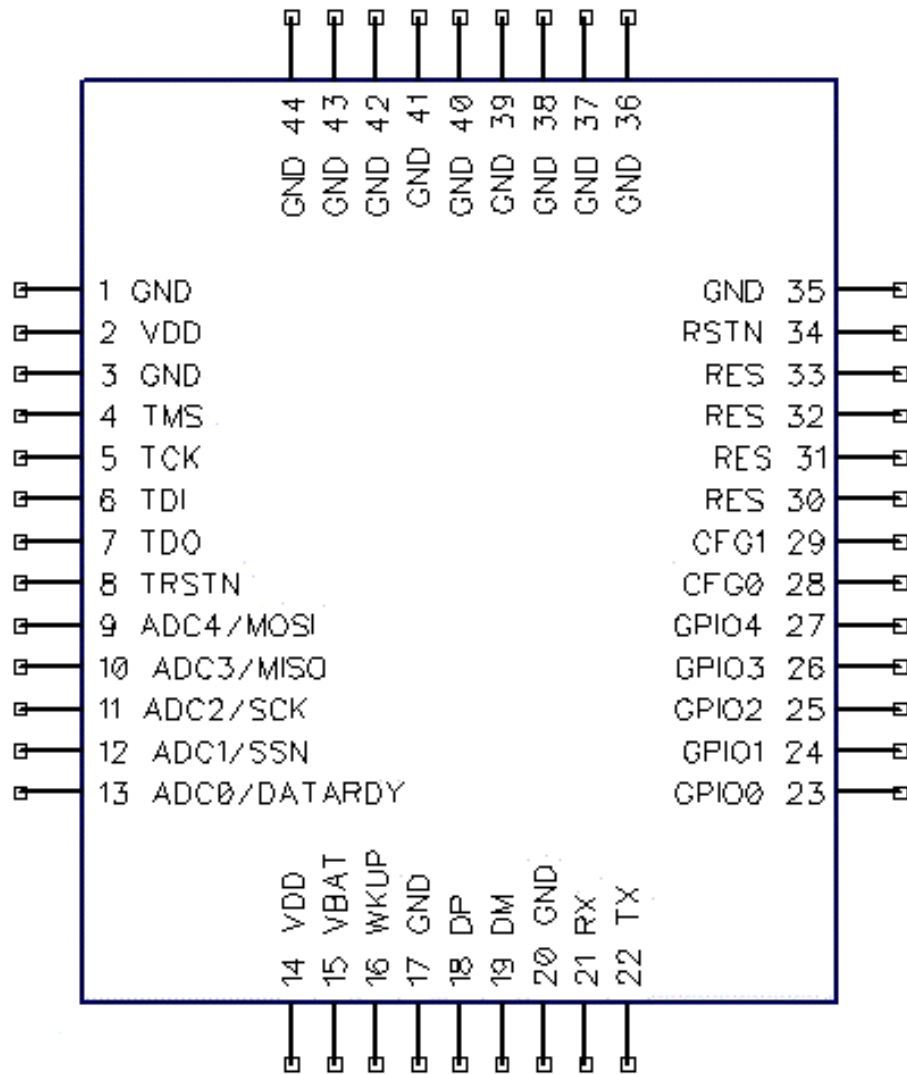 GND 44
GND 43
GND 42
GND 41
GND 40
GND 39
GND 38
GND 37
GND 36
1 GND
GND 35
2 VDD
RSTN 34
3 GND
RES 33
4 TMS
RES 32
5 TCK
RES 31
6 TDI
RES 30
7 TDO
CFG1 29
8 TRSTN
CFG0 28
9 ADC4/MOSI
GPIO4 27
10 ADC3/MISO
GPIO3 26
11 ADC2/SCK
GPIO2 25
12 ADC1/SSN
GPIO1 24
13 ADC0/DATARDY
GPIO0 23
14 VDD
15 VBAT
16 WKUP
17 GND
18 DP
19 DM
20 GND
21 RX
22 TX